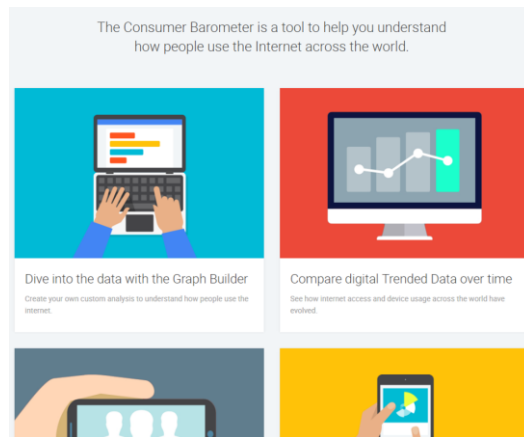 The Consumer Barometer is a tool to help you understand
how people use the Internet across the world.
Dive into the data with the Graph Builder
Create your own custom analysis to understand how people use the
internet.
Compare digital Trended Data over time
See how internet access and device usage across the world have
evolved.